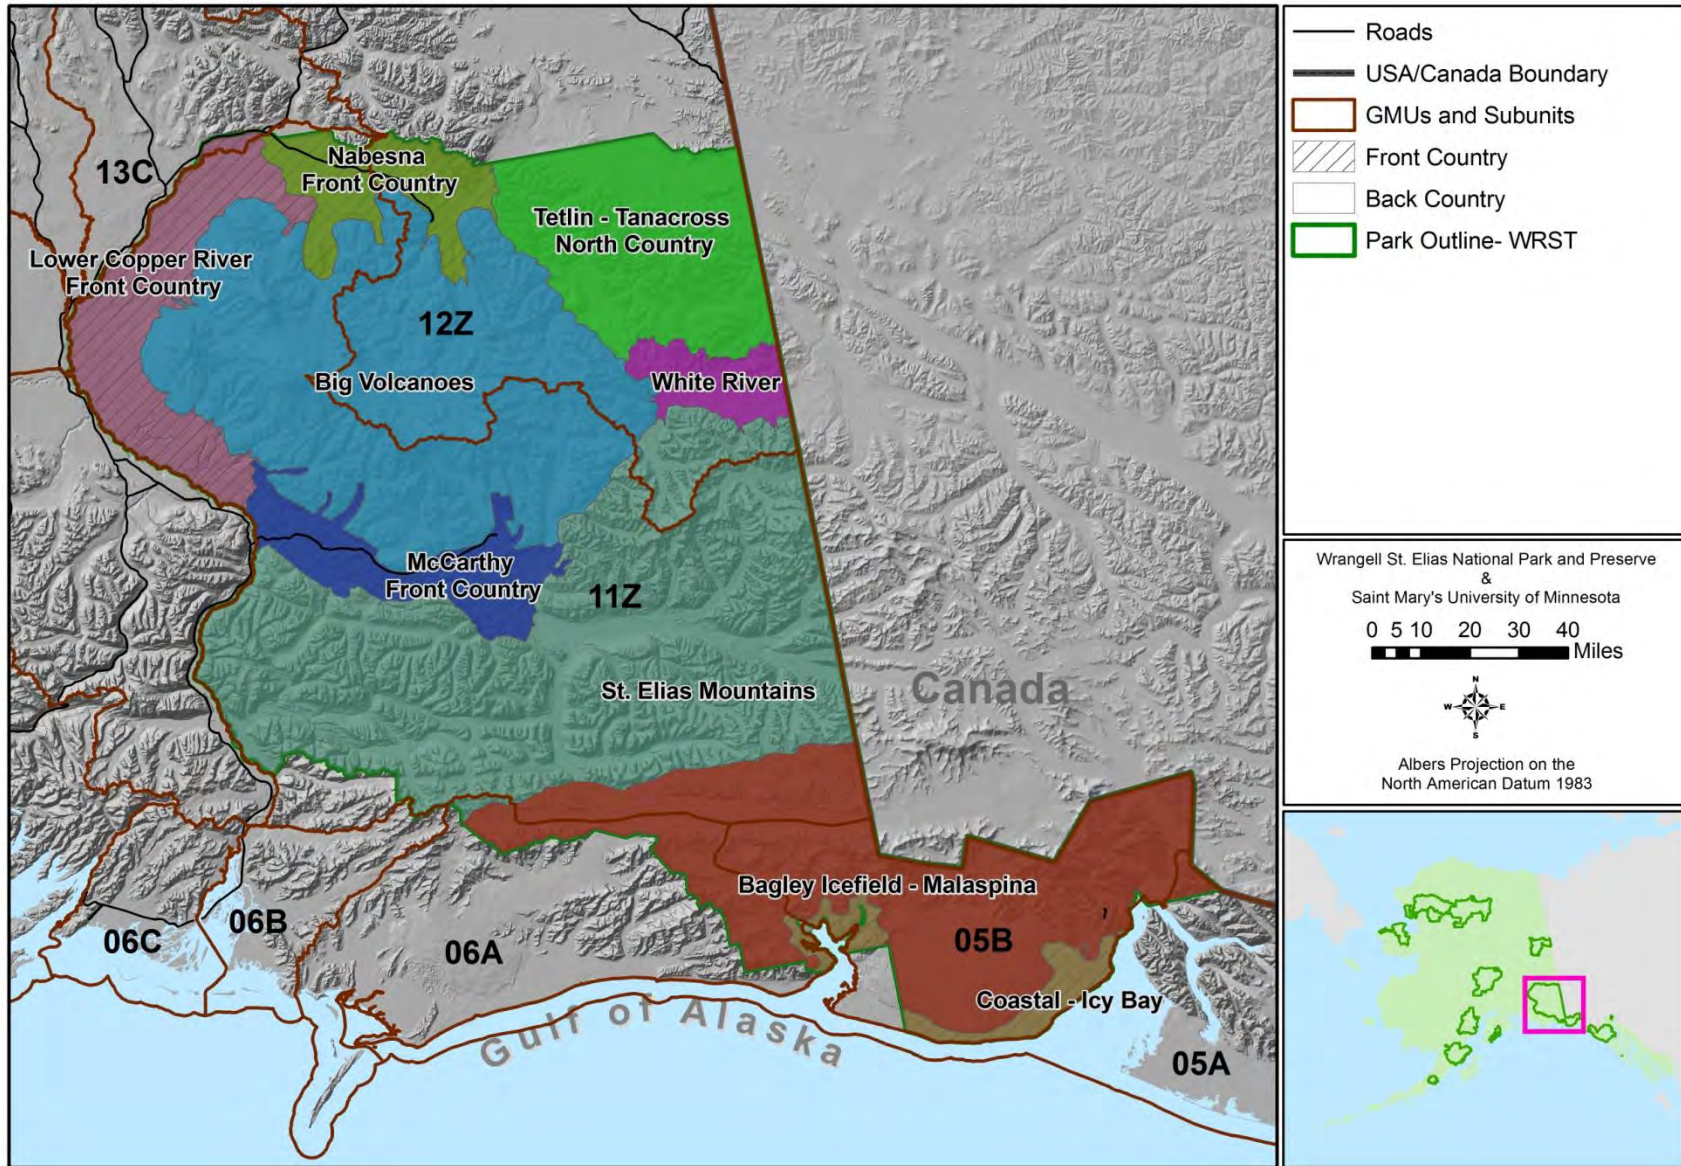 13C
Nabesna
Front Country
Tetlin - Tanacross
North Country
Lower Copper River
Front Country
12Z
Big Volcanoes
White River
McCarthy
Front Country
11Z
St. Elias Mountains
Canada
Bagley Icefield - Malaspina
06C
06B
06A
05B
Coastal - Icy Bay
05A
Gulf of Alaska
Roads
USA/Canada Boundary
GMUs and Subunits
Front Country
Back Country
Park Outline- WRST
Wrangell St. Elias National Park and Preserve
&
Saint Mary's University of Minnesota
0 5 10 20 30 40
Miles
N
W E
S
Albers Projection on the
North American Datum 1983